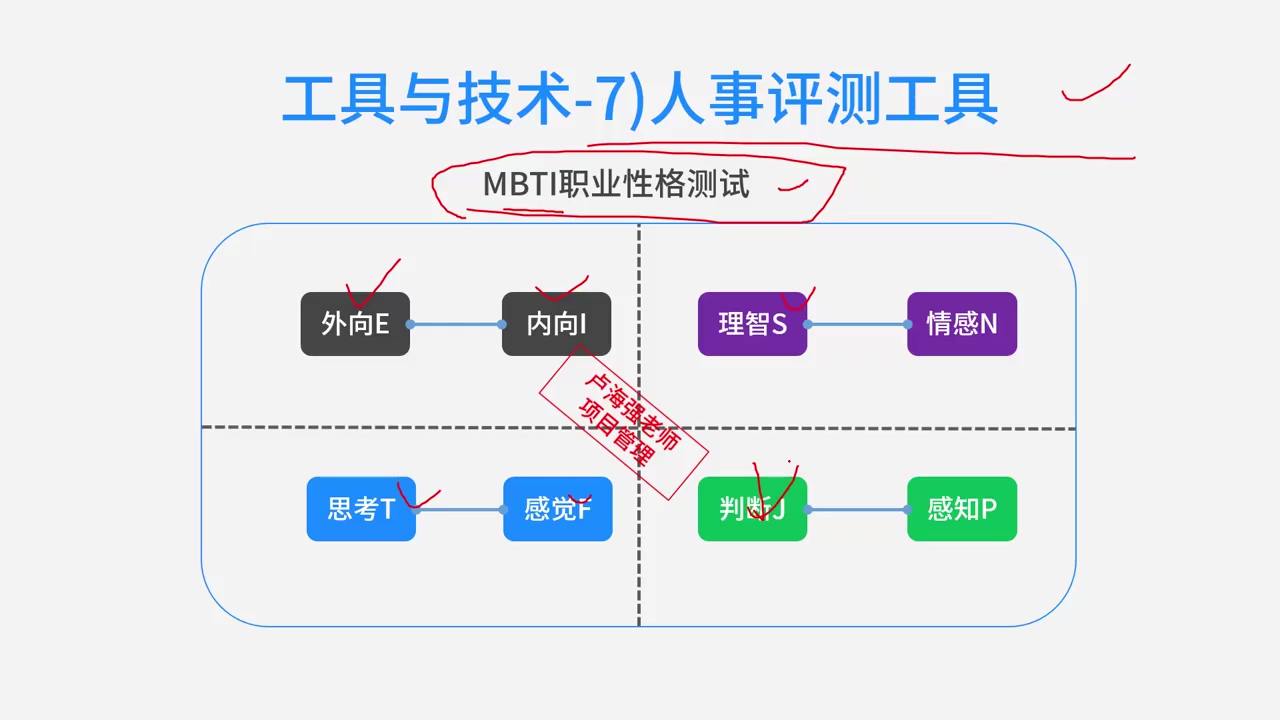 工具与技术-7)人事评测工具
MBTI职业性格测试
外向E
内向I
理智S
情感N
卢海强老师
项目管理
思考T
感觉F
判断J
感知P